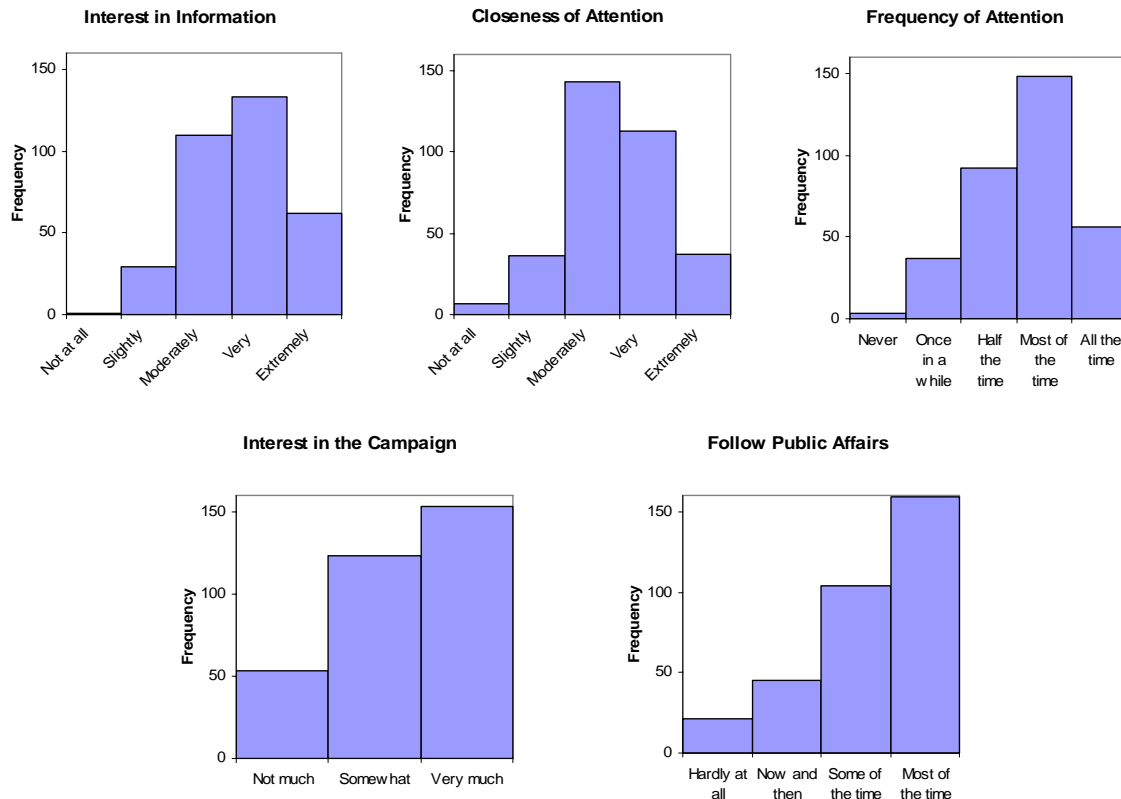 Interest in Information
Closeness of Attention
Frequency of Attention
150
100
50
0
Frequency
Not at all
Slightly
Moderately
Very
Extremely
150
100
50
0
Frequency
Not at all
Slightly
Moderately
Very
Extremely
150
100
50
0
Frequency
Never
Once
in a
while
Half
the
time
Most of
the
time
All the
time
Interest in the Campaign
Follow Public Affairs
150
100
50
0
Frequency
Not much
Somewhat
Very much
150
100
50
0
Frequency
Hardly at
all
Now and
then
Some of
the time
Most of
the time